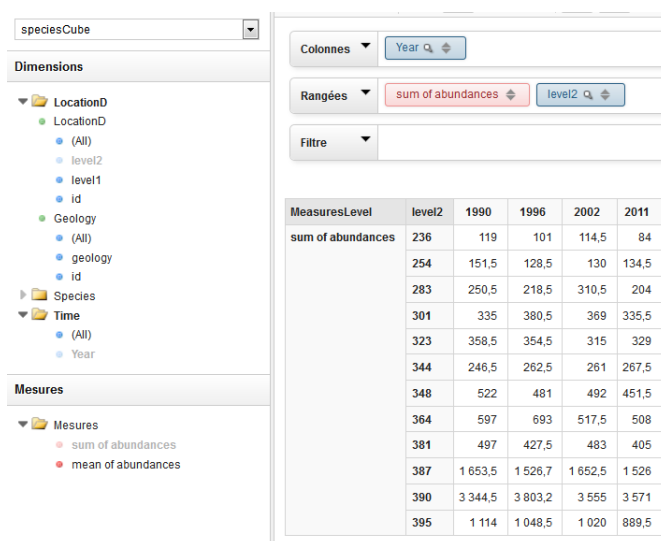 speciesCube
Dimensions
LocationD
LocationD
(All)
level2
level1
id
Geology
(All)
geology
id
Species
Time
(All)
Year
Mesures
Mesures
sum of abundances
mean of abundances
Colonnes Year
Rangées sum of abundances level2
Filtre
MeasuresLevel level2 1990 1996 2002 2011
sum of abundances 236 119 101 114,5 84
254 151,5 128,5 130 134,5
283 250,5 218,5 310,5 204
301 335 380,5 369 335,5
323 358,5 354,5 315 329
344 246,5 262,5 261 267,5
348 522 481 492 451,5
364 597 693 517,5 508
381 497 427,5 483 405
387 1 653,5 1 526,7 1 652,5 1 526
390 3 344,5 3 803,2 3 555 3 571
395 1 114 1 048,5 1 020 889,5